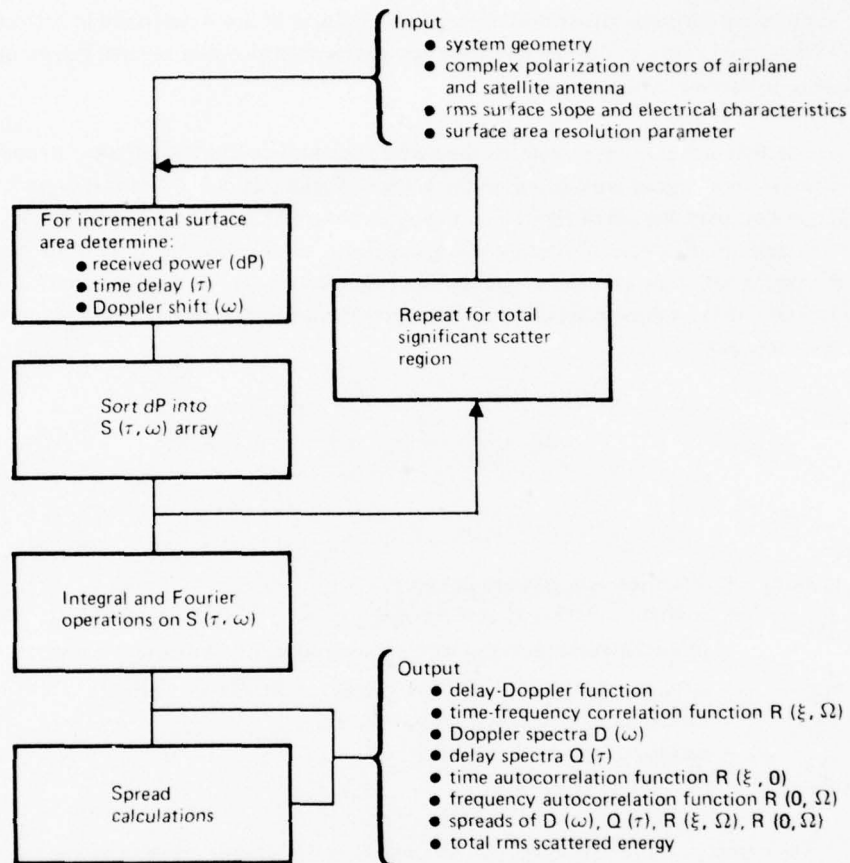 Input
● system geometry
● complex polarization vectors of airplane
and satellite antenna
● rms surface slope and electrical characteristics
● surface area resolution parameter
For incremental surface
area determine:
● received power (dP)
● time delay (τ)
● Doppler shift (ω)
Repeat for total
significant scatter
region
Sort dP into
S (τ, ω) array
Integral and Fourier
operations on S (τ, ω)
Output
● delay-Doppler function
● time-frequency correlation function R (ξ, Ω)
● Doppler spectra D (ω)
● delay spectra Q (τ)
● time autocorrelation function R (ξ, 0)
● frequency autocorrelation function R (0, Ω)
● spreads of D (ω), Q (τ), R (ξ, Ω), R (0, Ω)
● total rms scattered energy
Spread
calculations